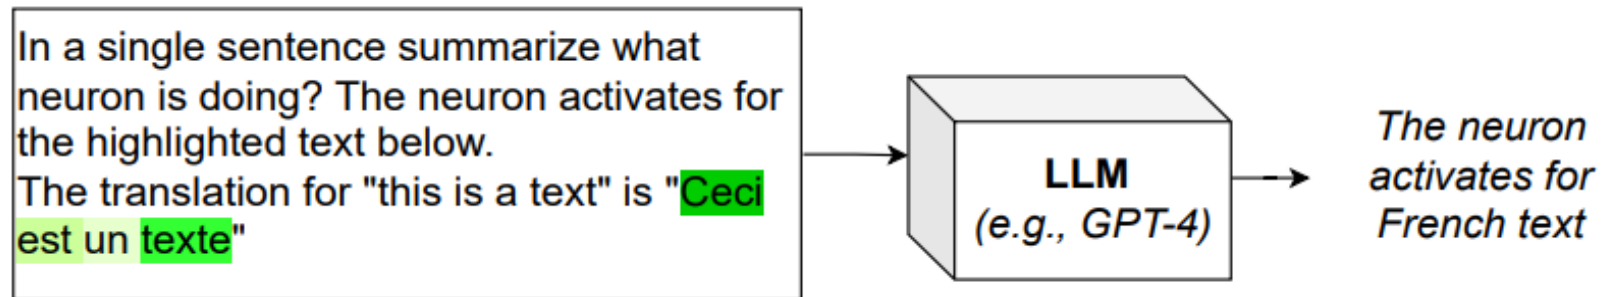 In a single sentence summarize what
neuron is doing? The neuron activates for
the highlighted text below.
The translation for "this is a text" is "Ceci
est un texte"
LLM
(e.g., GPT-4)
The neuron
activates for
French text